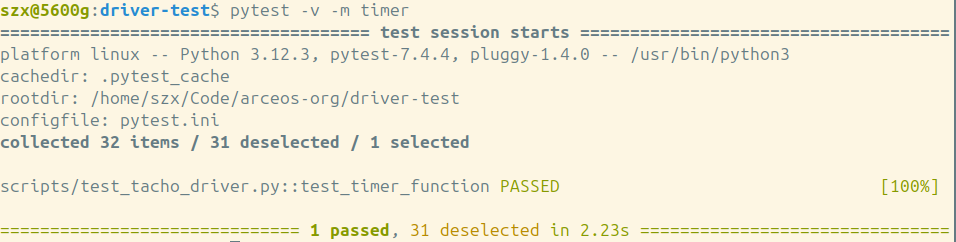 szx@5600g:driver-test$ pytest -v -m timer
===================================== test session starts =====================================
platform linux -- Python 3.12.3, pytest-7.4.4, pluggy-1.4.0 -- /usr/bin/python3
cachedir: .pytest_cache
rootdir: /home/szx/Code/arceos-org/driver-test
configfile: pytest.ini
collected 32 items / 31 deselected / 1 selected
scripts/test_tacho_driver.py::test_timer_function PASSED [100%]
============================== 1 passed, 31 deselected in 2.23s ===============================